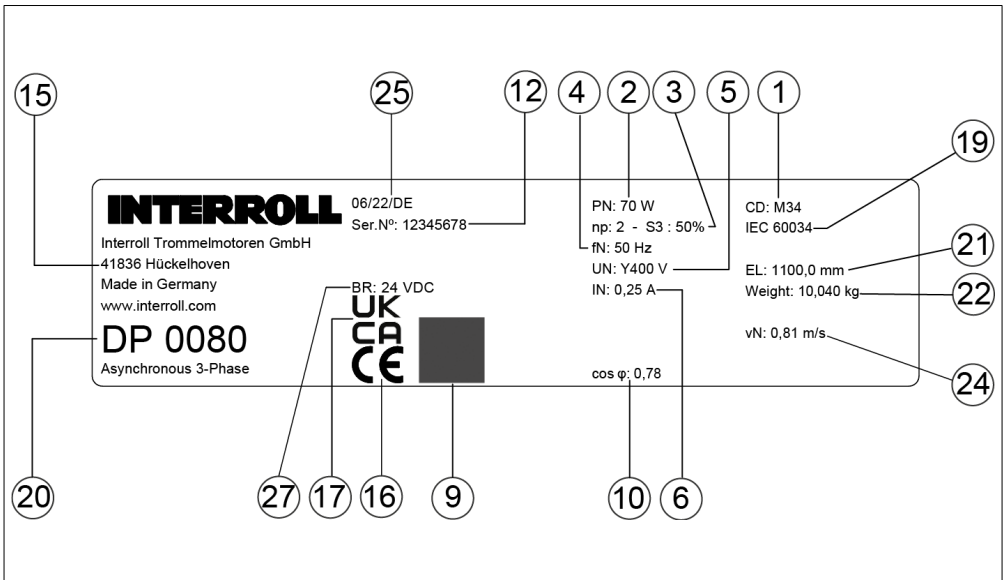 15
25
12
4
2
3
5
1
19
INTERROLL
Interroll Trommelmotoren GmbH
41836 Hückelhoven
Made in Germany
www.interroll.com
DP 0080
Asynchronous 3-Phase
06/22/DE
Ser.Nº: 12345678
BR: 24 VDC
UK
CA
CE
PN: 70 W
np: 2 - S3 : 50%
fN: 50 Hz
UN: Y400 V
IN: 0,25 A
cos φ: 0,78
CD: M34
IEC 60034
EL: 1100,0 mm
Weight: 10,040 kg
vN: 0,81 m/s
21
22
24
20
27
17
16
9
10
6